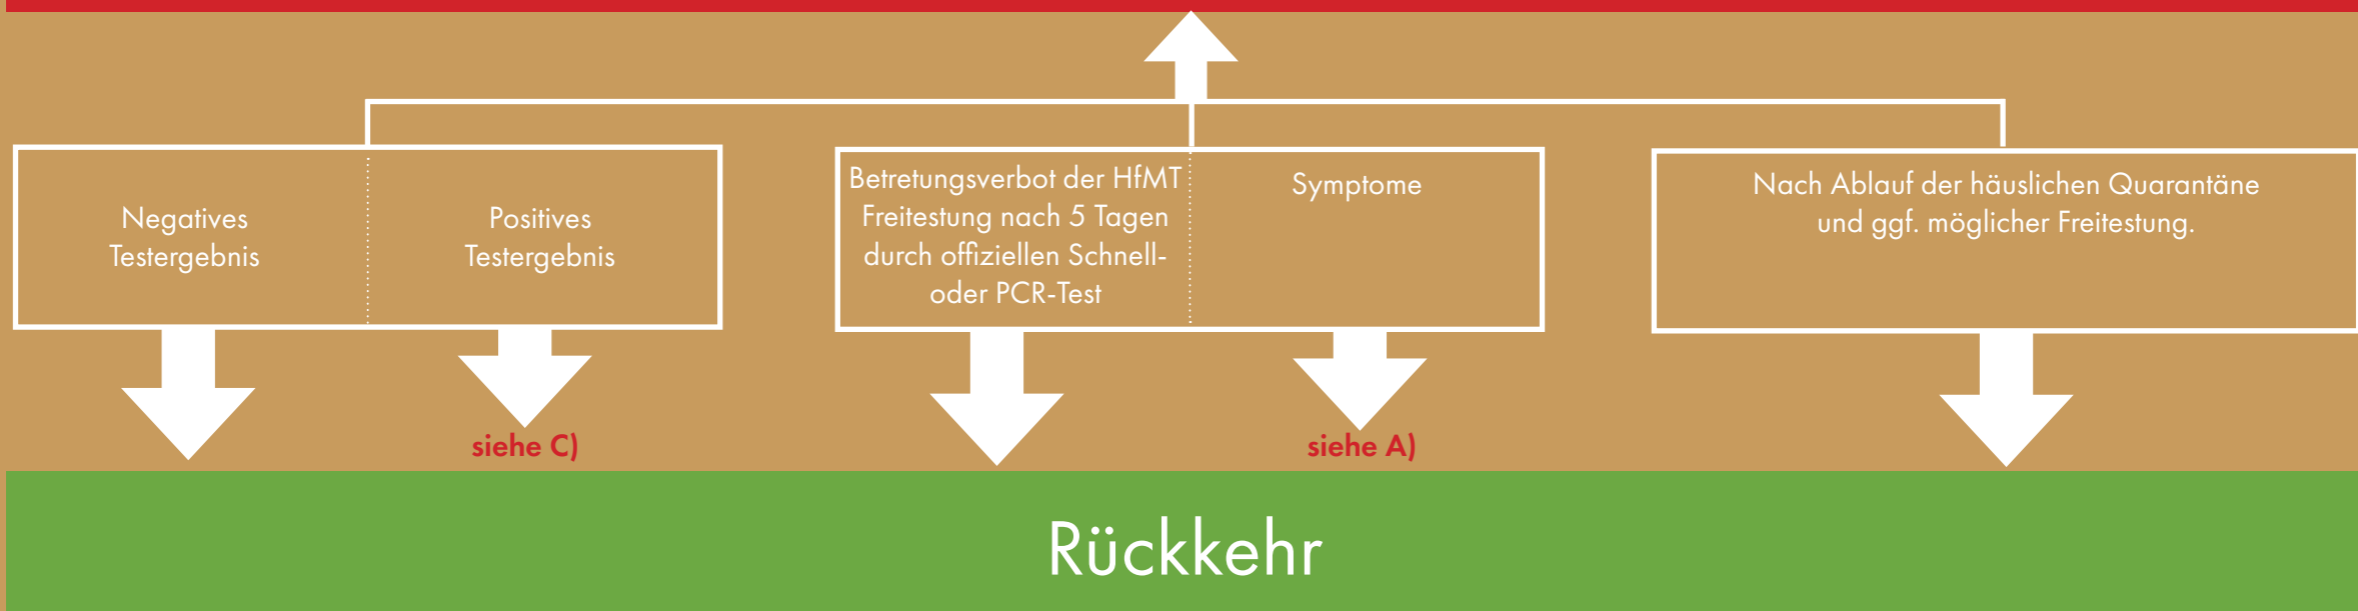 Negatives
Testergebnis
Positives
Testergebnis
Betretungsverbot der HfMT
Freitestung nach 5 Tagen
durch offiziellen Schnell-
oder PCR-Test
Symptome
Nach Ablauf der häuslichen Quarantäne
und ggf. möglicher Freitestung.
siehe C)
siehe A)
Rückkehr